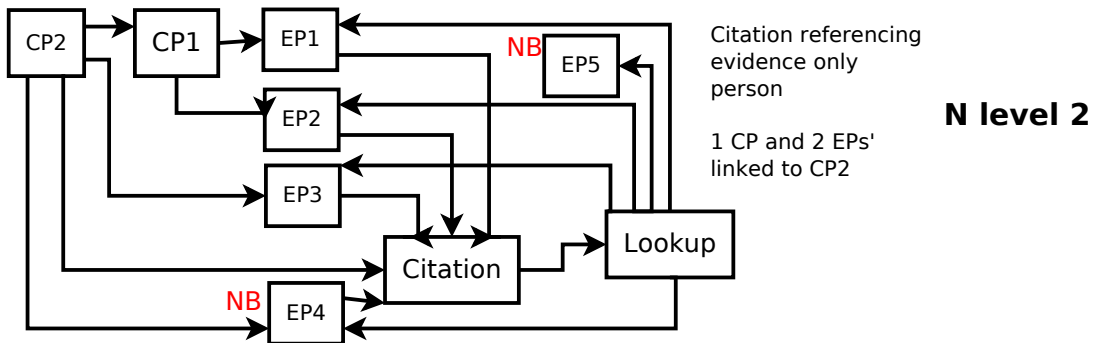 CP2
CP1
EP1
NB
EP5
Citation referencing
evidence only
person
N level 2
EP2
1 CP and 2 EPs'
linked to CP2
EP3
Lookup
Citation
NB
EP4